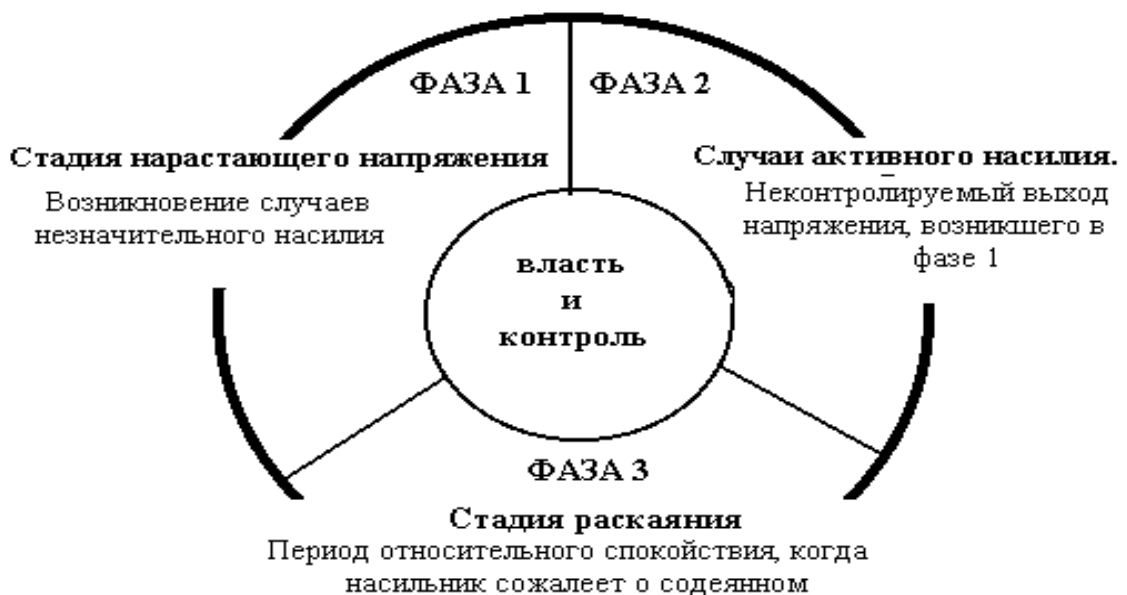 ФАЗА 1
ФАЗА 2
Стадия нарастающего напряжения
Возникновение случаев
незначительного насилия
Случаи активного насилия.
Неконтролируемый выход
напряжения, возникшего в
фазе 1
власть
и
контроль
ФАЗА 3
Стадия раскаяния
Период относительного спокойствия, когда
насильник сожалеет о содеянном